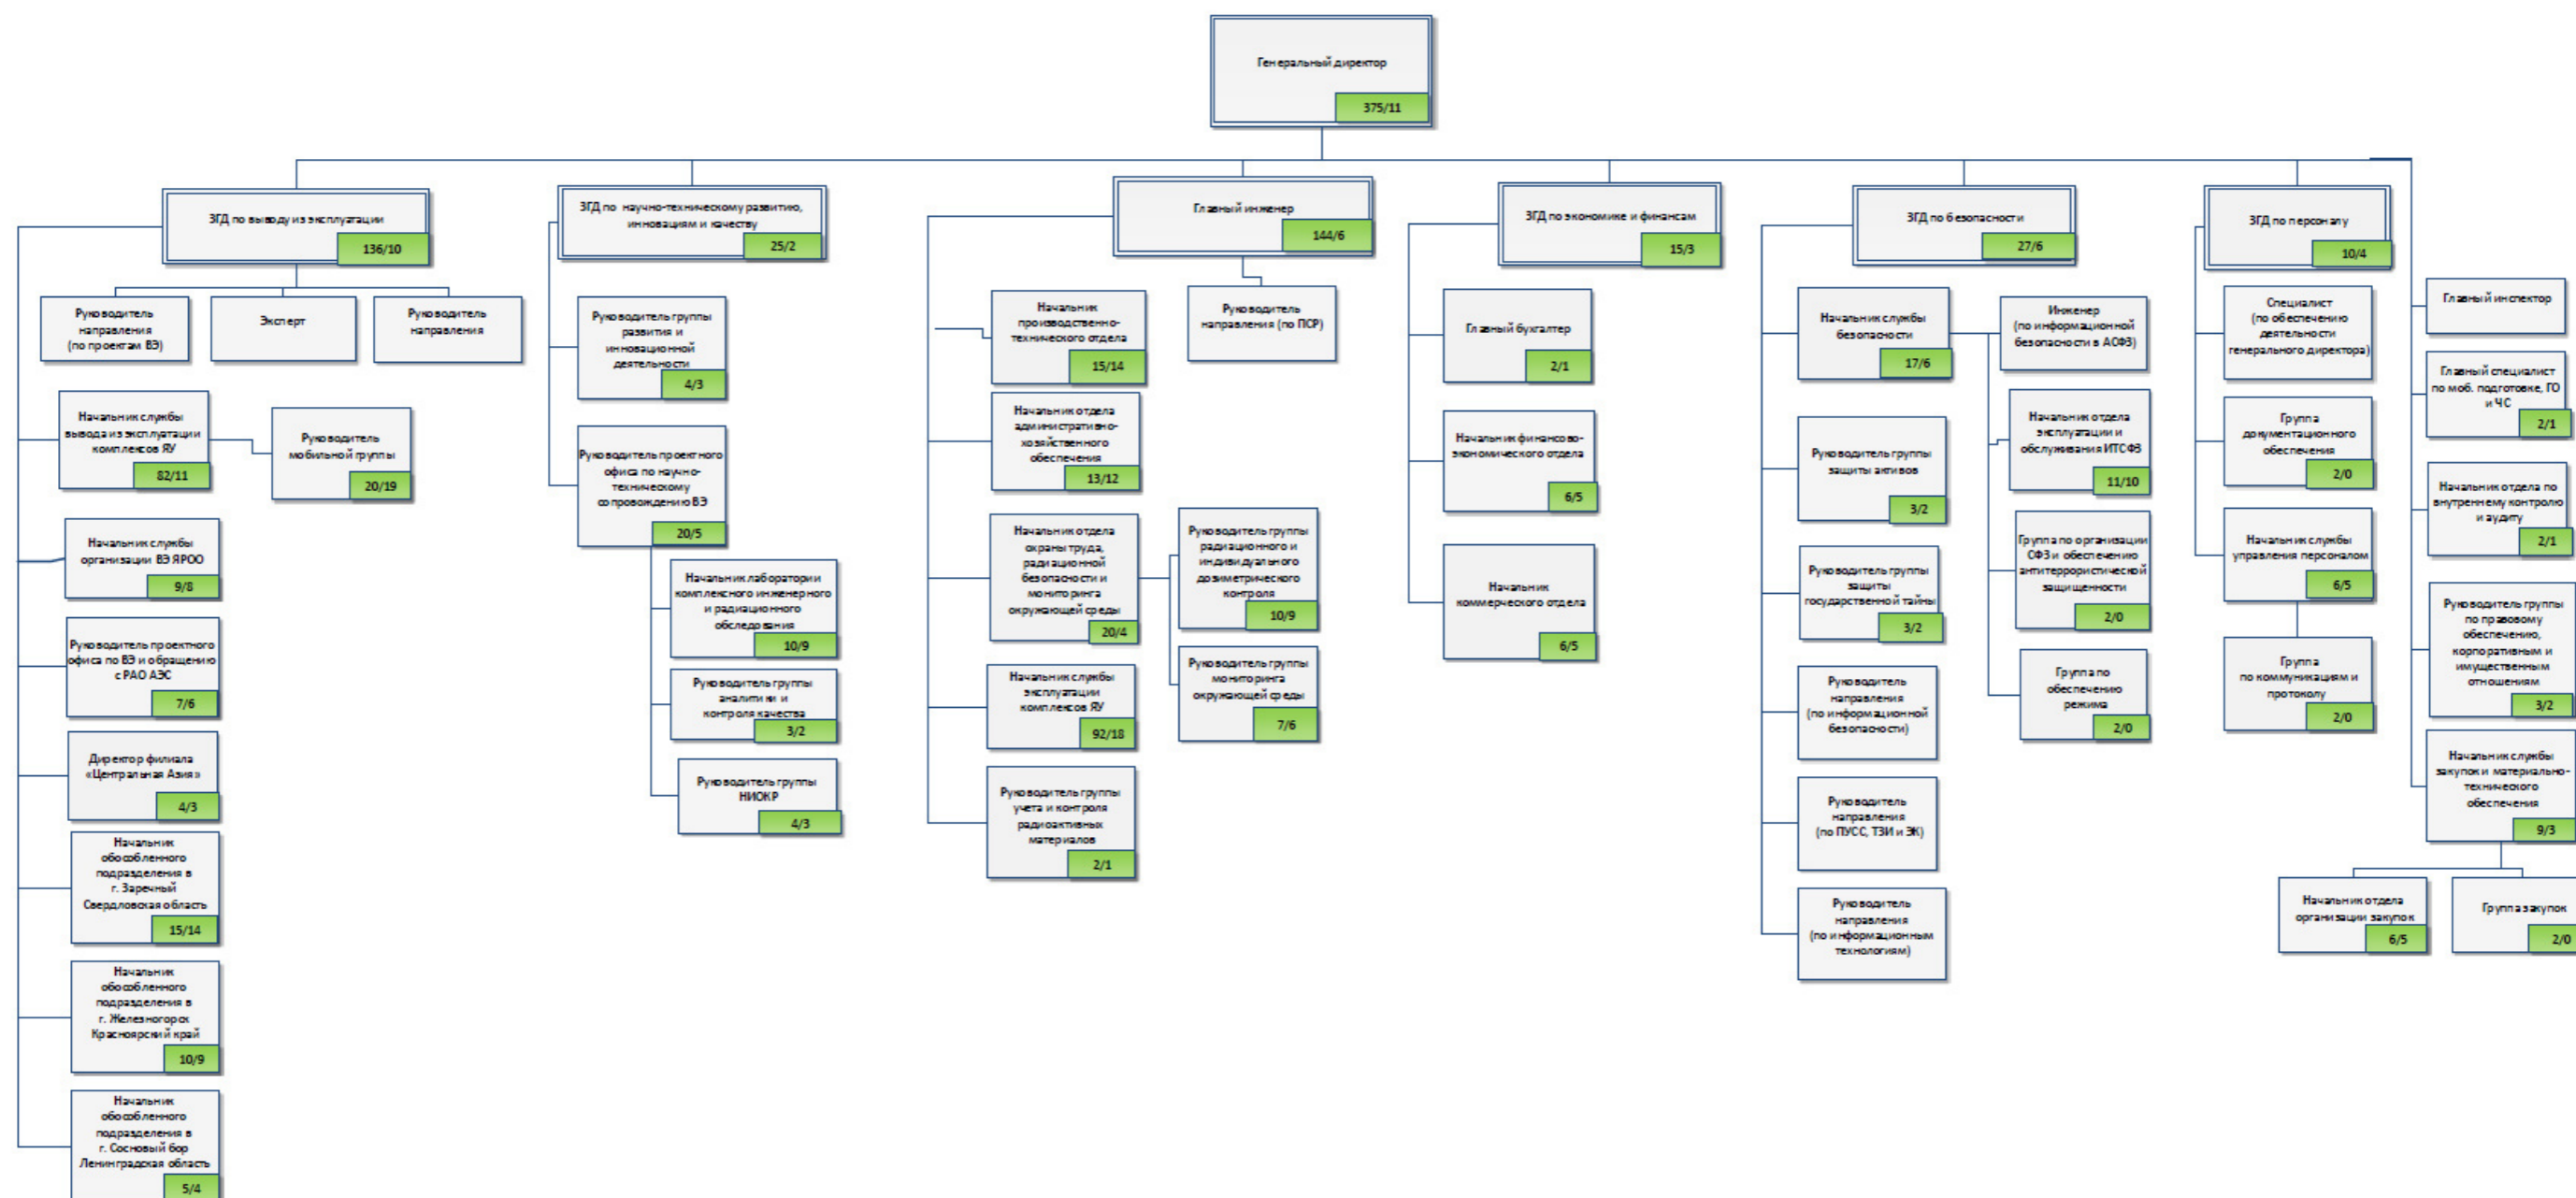 Генеральный директор
375/11
ЗГД по выводу из эксплуатации
136/10
Руководитель
направления
(по проектам ВЭ)
Эксперт
Руководитель
направления
Начальник службы
вывода из эксплуатации
комплексов ЯУ
82/11
Руководитель
мобильной группы
20/19
Начальник службы
организации ВЭ ЯРОО
9/8
Руководитель проектного
офиса по ВЭ и обращению
с РАО АЭС
7/6
Директор филиала
«Центральная Азия»
4/3
Начальник
обособленного
подразделения в
г. Заречный
Свердловская область
15/14
Начальник
обособленного
подразделения в
г. Железногорск
Красноярский край
10/9
Начальник
обособленного
подразделения в
г. Сосновый бор
Ленинградская область
5/4
ЗГД по научно-техническому развитию,
инновациям и качеству
25/2
Руководитель группы
развития и
инновационной
деятельности
4/3
Руководитель проектного
офиса по научно-
техническому
сопровождению ВЭ
20/5
Начальник лаборатории
комплексного инженерного
и радиационного
обследования
10/9
Руководитель группы
аналитики и
контроля качества
3/2
Руководитель группы
НИОКР
4/3
Главный инженер
144/6
Начальник
производственно-
технического отдела
15/14
Руководитель
направления (по ПСР)
Начальник отдела
административно-
хозяйственного
обеспечения
13/12
Начальник отдела
охраны труда,
радиационной
безопасности и
мониторинга
окружающей среды
20/4
Руководитель группы
радиационного и
индивидуального
дозиметрического
контроля
10/9
Руководитель группы
мониторинга
окружающей среды
7/6
Начальник службы
эксплуатации
комплексов ЯУ
92/18
Руководитель группы
учета и контроля
радиоактивных
материалов
2/1
ЗГД по экономике и финансам
15/3
Главный бухгалтер
2/1
Начальник финансово-
экономического отдела
6/5
Начальник
коммерческого отдела
6/5
ЗГД по безопасности
27/6
Начальник службы
безопасности
17/6
Инженер
(по информационной
безопасности в АСФЗ)
Начальник отдела
эксплуатации и
обслуживания ИТСФЗ
11/10
Группа по организации
СФЗ и обеспечению
антитеррористической
защищенности
2/0
Группа по
обеспечению
режима
2/0
Руководитель группы
защиты активов
3/2
Руководитель группы
защиты
государственной тайны
3/2
Руководитель
направления
(по информационной
безопасности)
Руководитель
направления
(по ПУСС, ТЗИ и ЭК)
Руководитель
направления
(по информационным
технологиям)
ЗГД по персоналу
10/4
Специалист
(по обеспечению
деятельности
генерального директора)
Группа
документационного
обеспечения
2/0
Начальник службы
управления персоналом
6/5
Группа
по коммуникациям и
протоколу
2/0
Главный инспектор
Главный специалист
по моб. подготовке, ГО
и ЧС
2/1
Начальник отдела по
внутреннему контролю
и аудиту
2/1
Руководитель группы
по правовому
обеспечению,
корпоративным и
имущественным
отношениям
3/2
Начальник службы
закупок и материально-
технического
обеспечения
9/3
Начальник отдела
организации закупок
6/5
Группа закупок
2/0